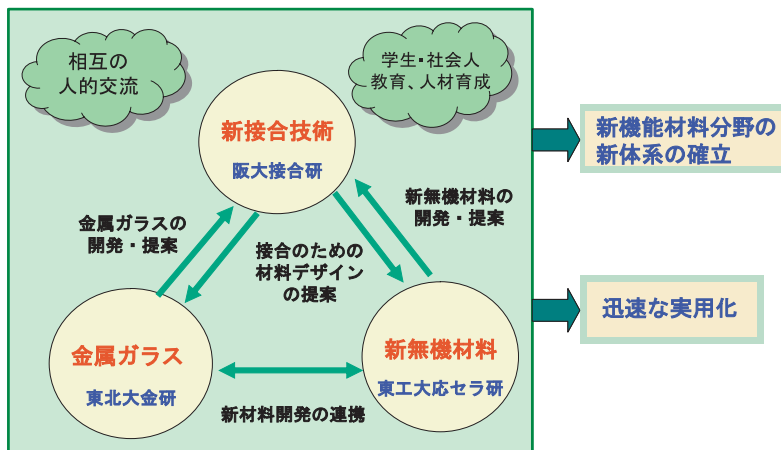 相互の
人的交流
学生・社会人
教育、人材育成
新接合技術
阪大接合研
新機能材料分野の
新体系の確立
金属ガラスの
開発・提案
新無機材料の
開発・提案
接合のための
材料デザイン
の提案
迅速な実用化
金属ガラス
東北大金研
新無機材料
東工大応セラ研
新材料開発の連携